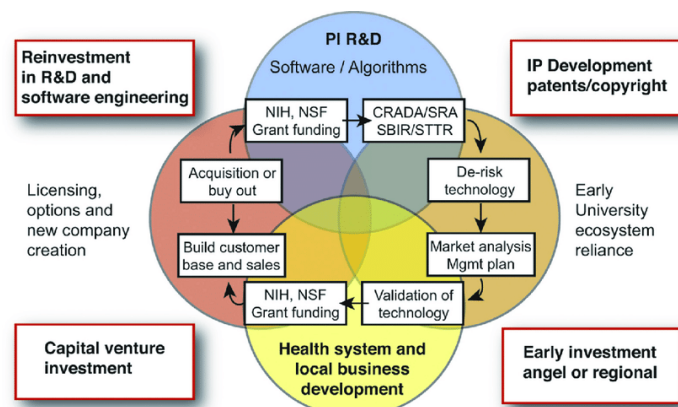 Reinvestment
in R&D and
software engineering
PI R&D
Software / Algorithms
IP Development
patents/copyright
NIH, NSF
Grant funding
CRADA/SRA
SBIR/STTR
Acquisition or
buy out
De-risk
technology
Licensing,
options and
new company
creation
Early
University
ecosystem
reliance
Build customer
base and sales
Market analysis
Mgmt plan
NIH, NSF
Grant funding
Validation of
technology
Capital venture
investment
Health system and
local business
development
Early investment
angel or regional